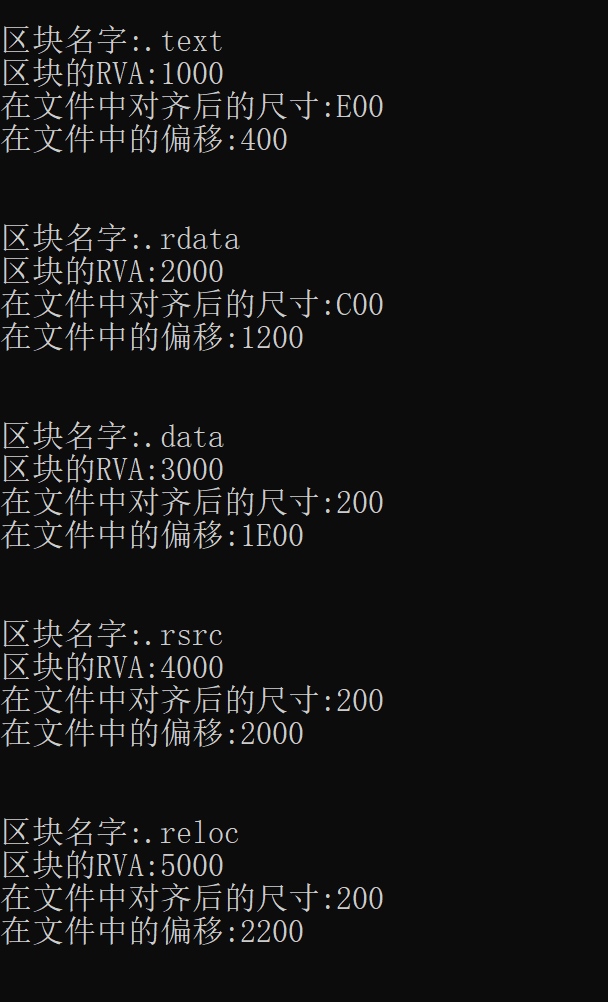 区块名字:.text
区块的RVA:1000
在文件中对齐后的尺寸:E00
在文件中的偏移:400
区块名字:.rdata
区块的RVA:2000
在文件中对齐后的尺寸:C00
在文件中的偏移:1200
区块名字:.data
区块的RVA:3000
在文件中对齐后的尺寸:200
在文件中的偏移:1E00
区块名字:.rsrc
区块的RVA:4000
在文件中对齐后的尺寸:200
在文件中的偏移:2000
区块名字:.reloc
区块的RVA:5000
在文件中对齐后的尺寸:200
在文件中的偏移:2200